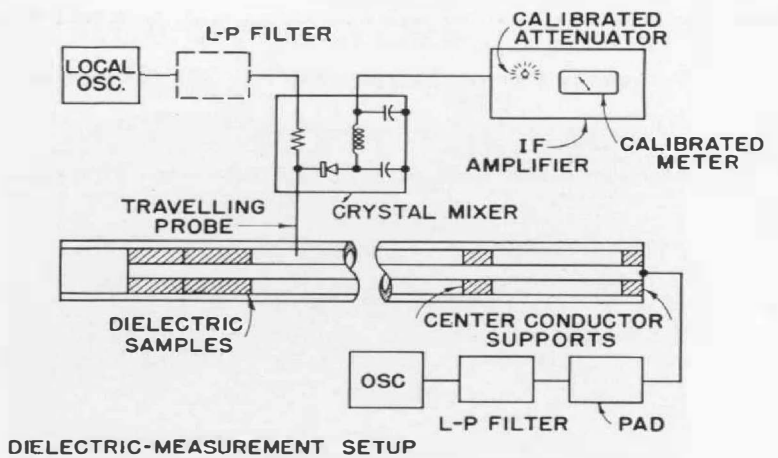 L-P FILTER
LOCAL
OSC.
CALIBRATED
ATTENUATOR
IF
AMPLIFIER
CALIBRATED
METER
TRAVELLING
PROBE
CRYSTAL MIXER
DIELECTRIC
SAMPLES
CENTER CONDUCTOR
SUPPORTS
OSC
L-P FILTER
PAD
DIELECTRIC-MEASUREMENT SETUP